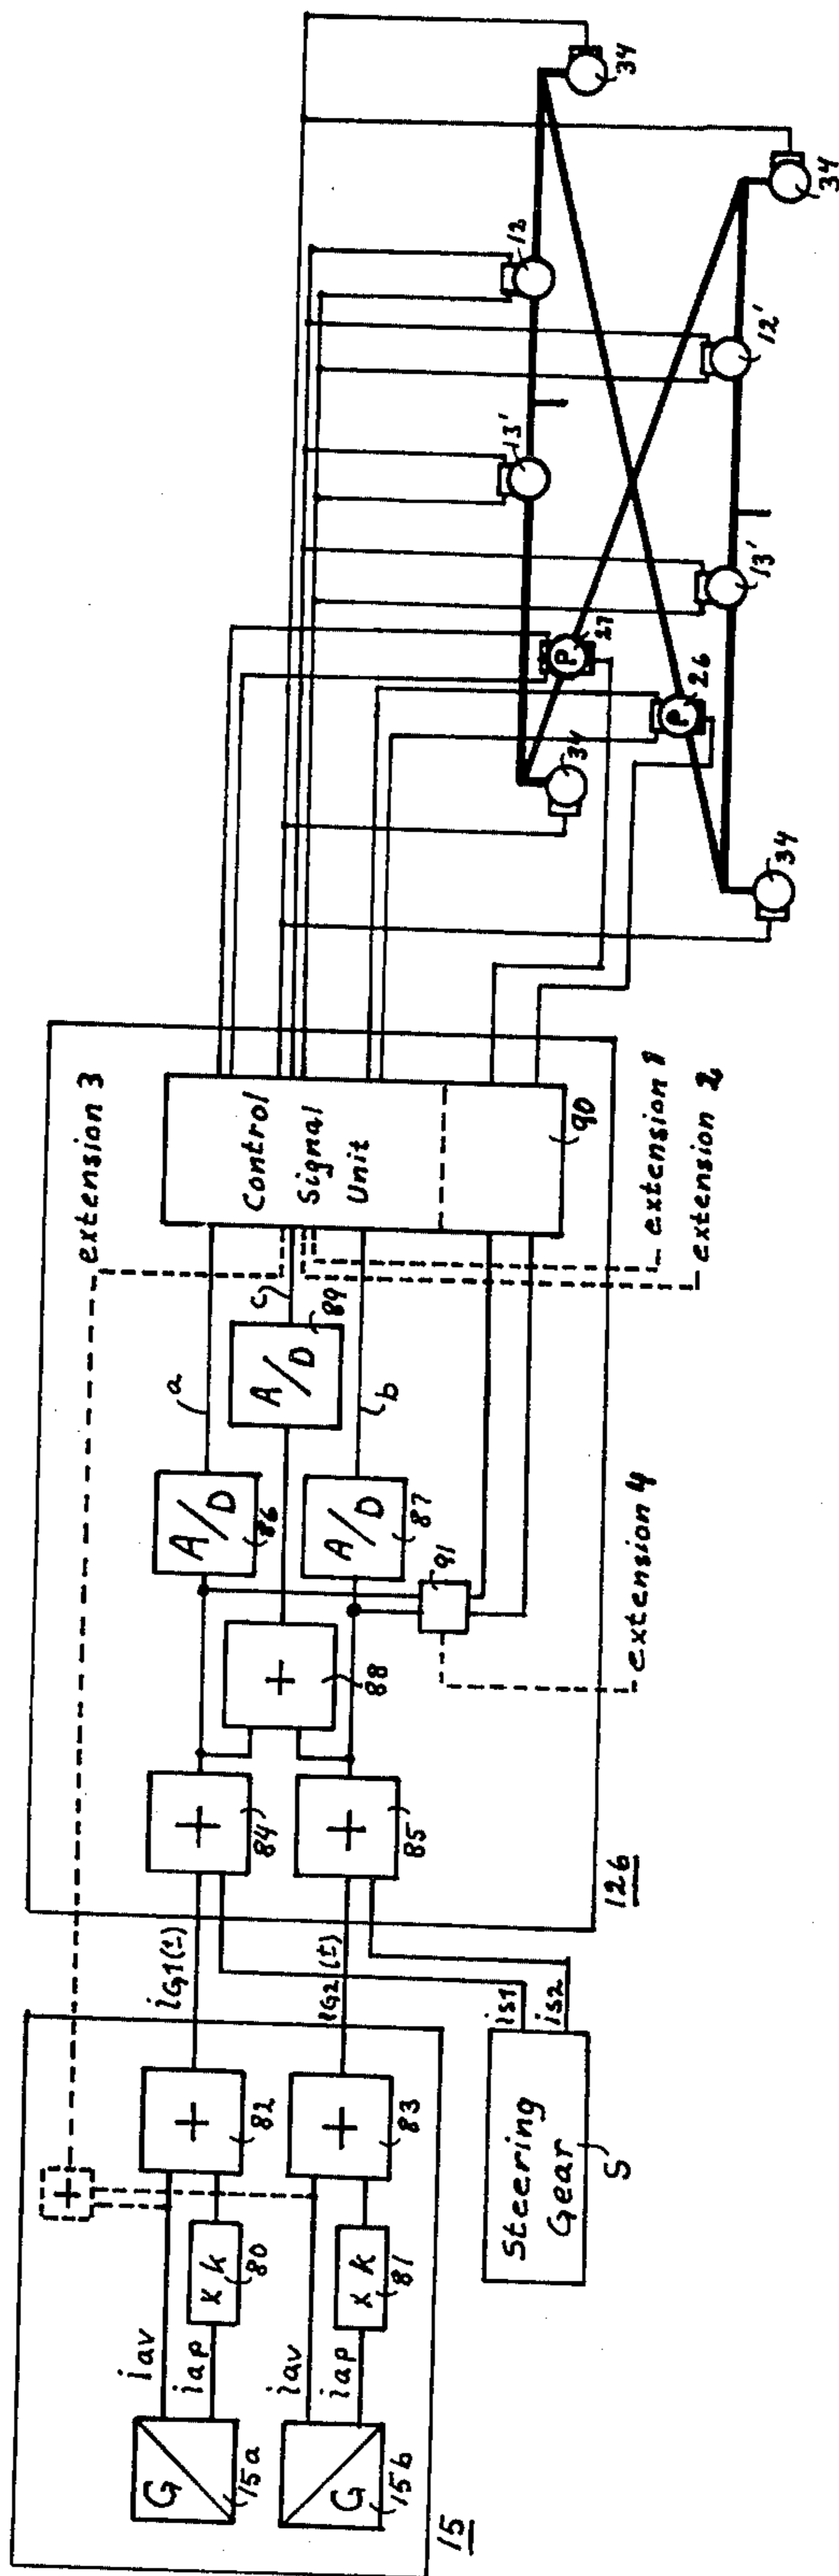 15
G
15a
G
15b
iav
iap
iav
iap
x k
80
x k
81
+
+
82
+
83
iG1(±)
iG2(±)
Steering
Gear
S
is1
is2
126
+
84
+
85
+
88
A/D
86
A/D
87
A/D
89
91
a
b
c
extension 3
extension 4
extension 1
extension 2
Control
Signal
Unit
90
34
34
34
34
P
27
P
26
13'
13'
12
12'